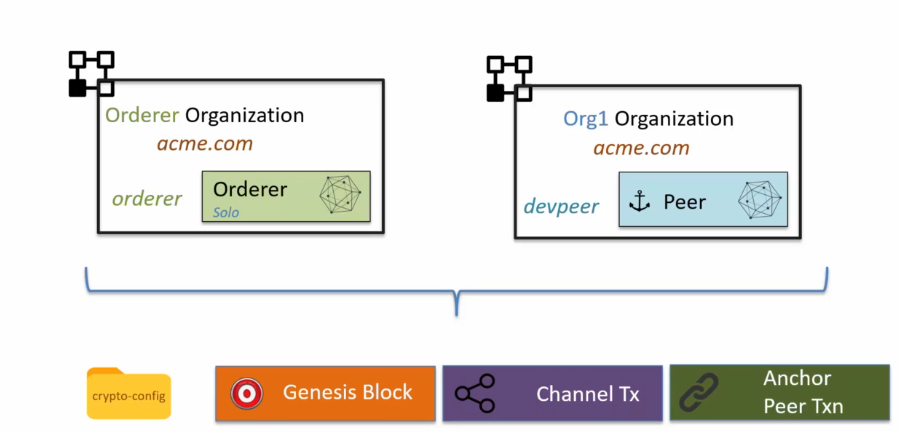 Orderer Organization
acme.com
orderer
Orderer
Solo
Org1 Organization
acme.com
devpeer
Peer
crypto-config
Genesis Block
Channel Tx
Anchor
Peer Txn